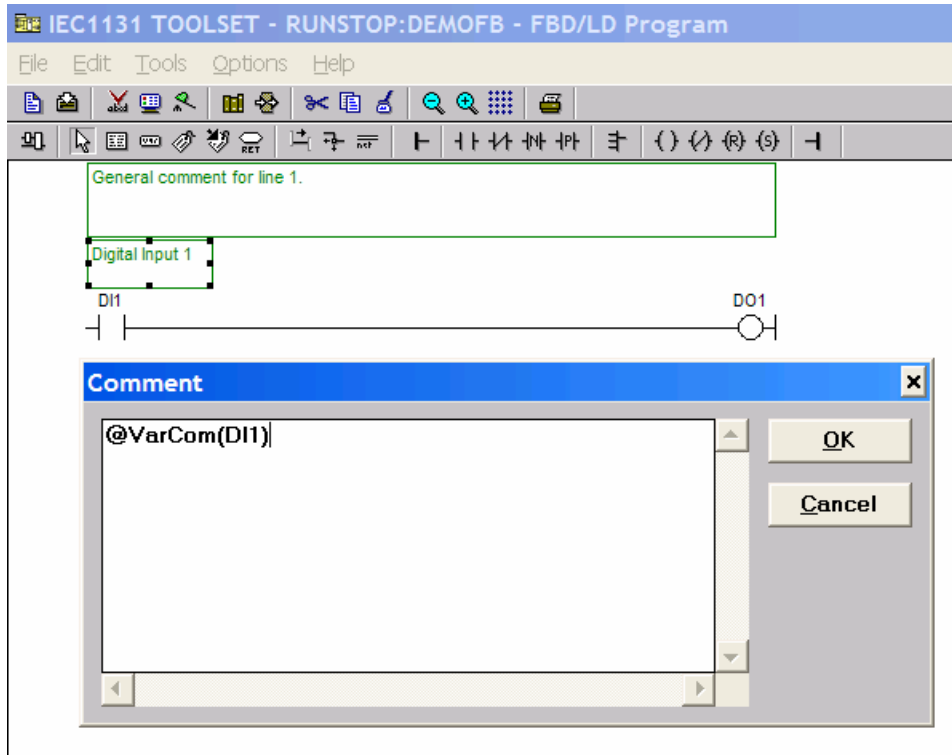 IEC1131 TOOLSET - RUNSTOP:DEMOFB - FBD/LD Program
File Edit Tools Options Help
RET
N P R S
General comment for line 1.
Digital Input 1
DI1 DO1
Comment
@VarCom(DI1)
OK
Cancel